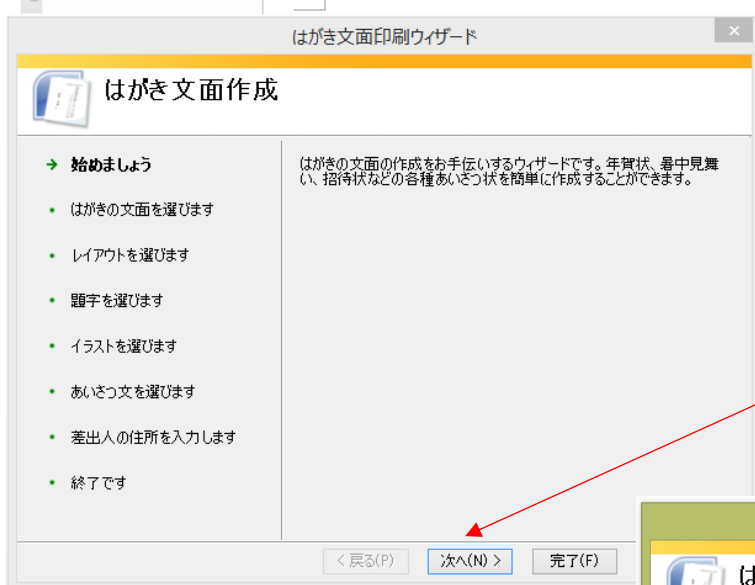 はがき文面印刷ウィザード
はがき文面作成
始めましょう
はがきの文面を選びます
レイアウトを選びます
題字を選びます
イラストを選びます
あいさつ文を選びます
差出人の住所を入力します
終了です
はがきの文面の作成をお手伝いするウィザードです。年賀状、暑中見舞
い、招待状などの各種あいさつ状を簡単に作成することができます。
< 戻る(P)
次へ(N) >
完了(F)
は